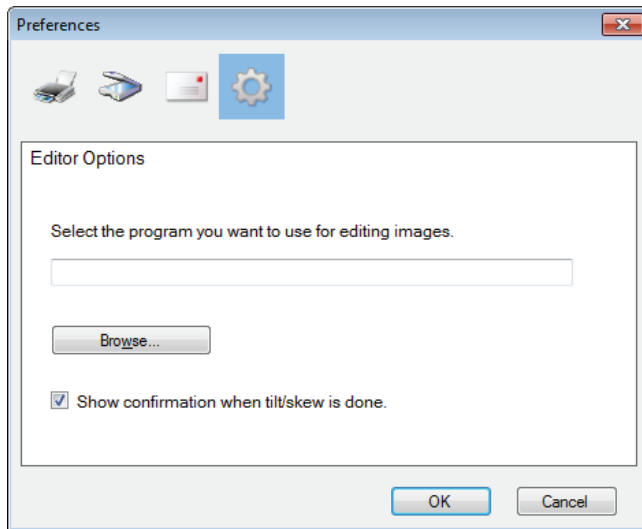 Preferences
Editor Options
Select the program you want to use for editing images.
Browse...
Show confirmation when tilt/skew is done.
OK
Cancel